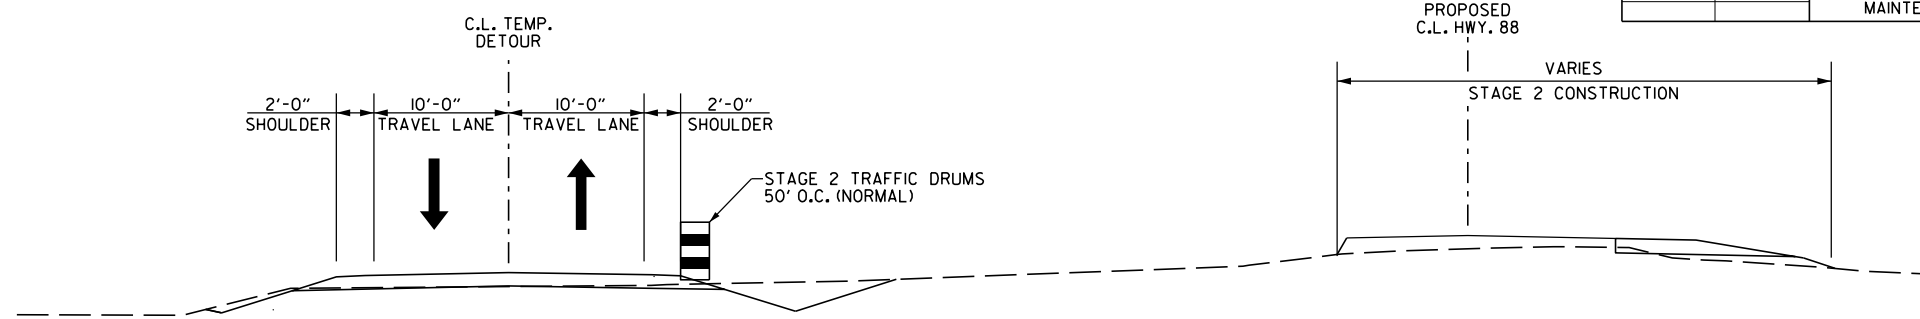 C.L. TEMP.
DETOUR
PROPOSED
C.L. HWY. 88
MAINTE
VARIES
STAGE 2 CONSTRUCTION
2'-0" 10'-0" 10'-0" 2'-0"
SHOULDER TRAVEL LANE TRAVEL LANE SHOULDER
STAGE 2 TRAFFIC DRUMS
50' O.C. (NORMAL)